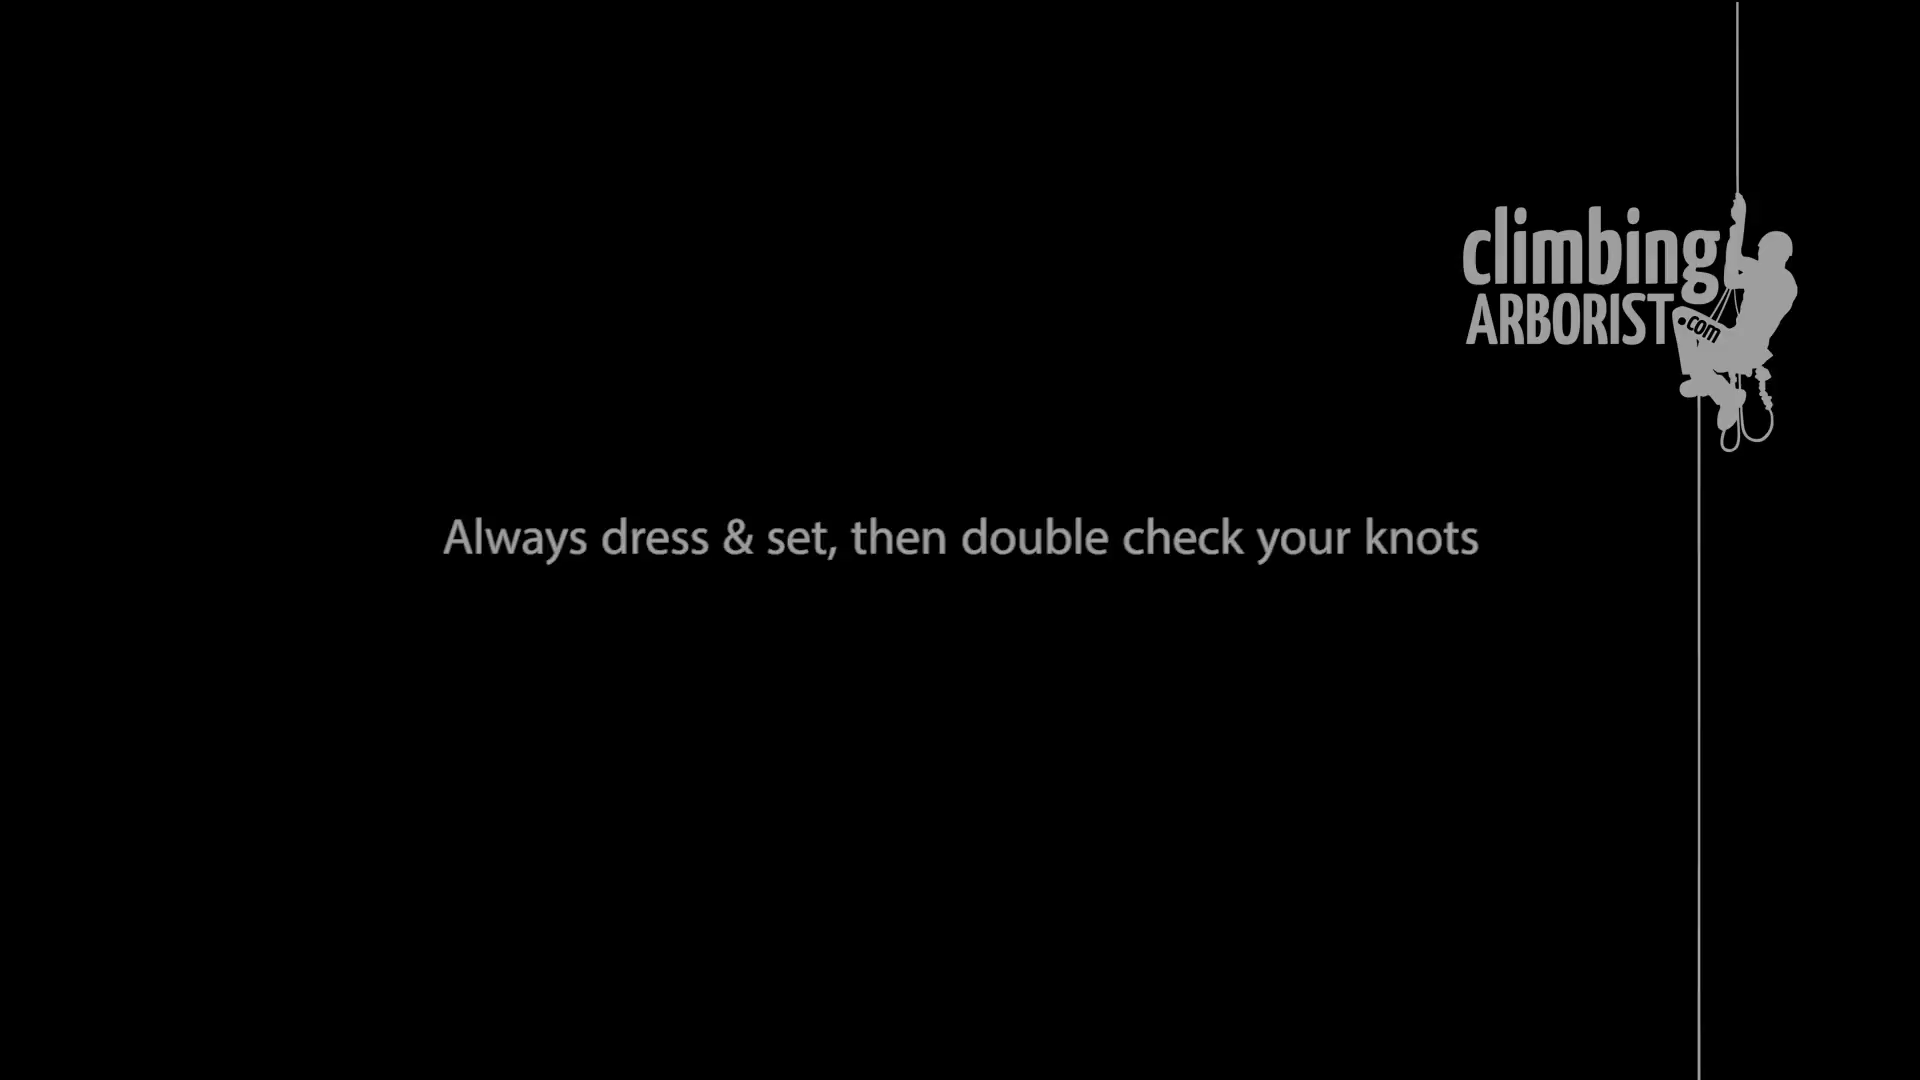 climbing
ARBORIST
.com
Always dress & set, then double check your knots